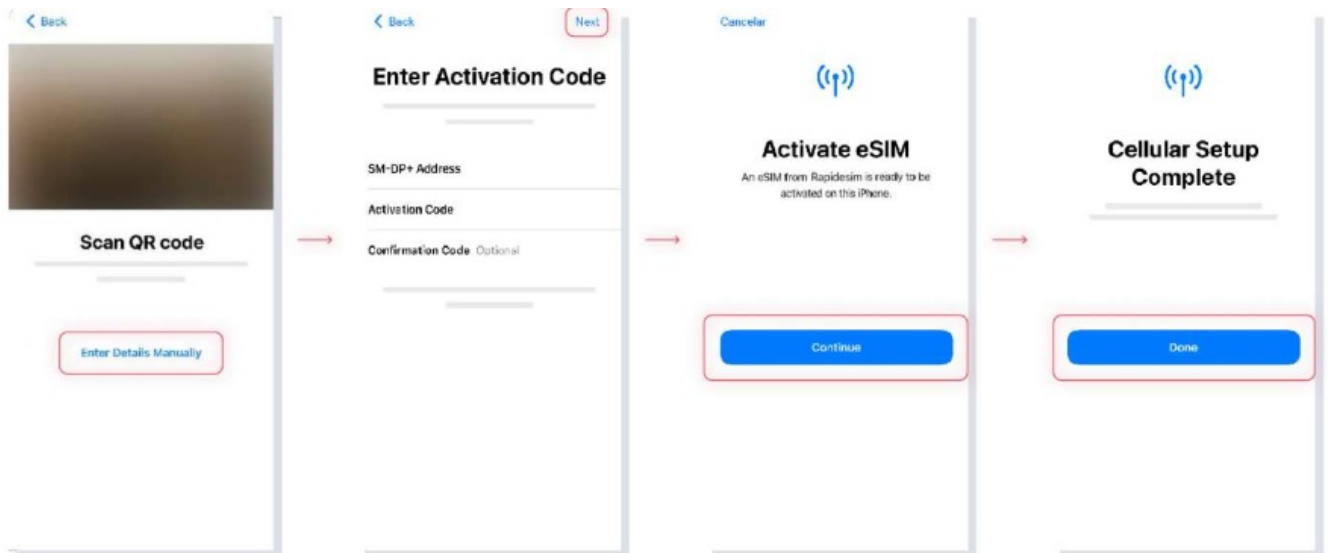 Back
Scan QR code
Enter Details Manually
Back
Next
Enter Activation Code
SM-DP+ Address
Activation Code
Confirmation Code Optional
Cancelar
Activate eSIM
An eSIM from Rapidesim is ready to be
activated on this iPhone.
Continue
Cellular Setup
Complete
Done